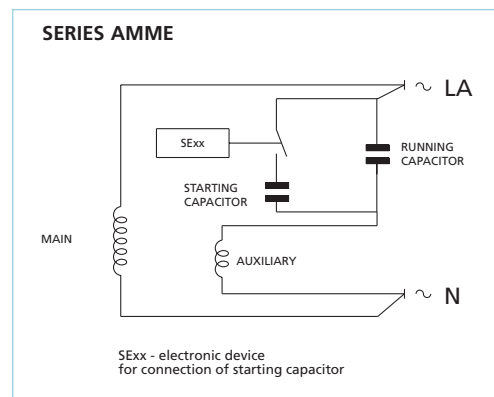 SERIES AMME
~ LA
SExx
RUNNING
CAPACITOR
STARTING
CAPACITOR
MAIN
AUXILIARY
~ N
SExx - electronic device
for connection of starting capacitor